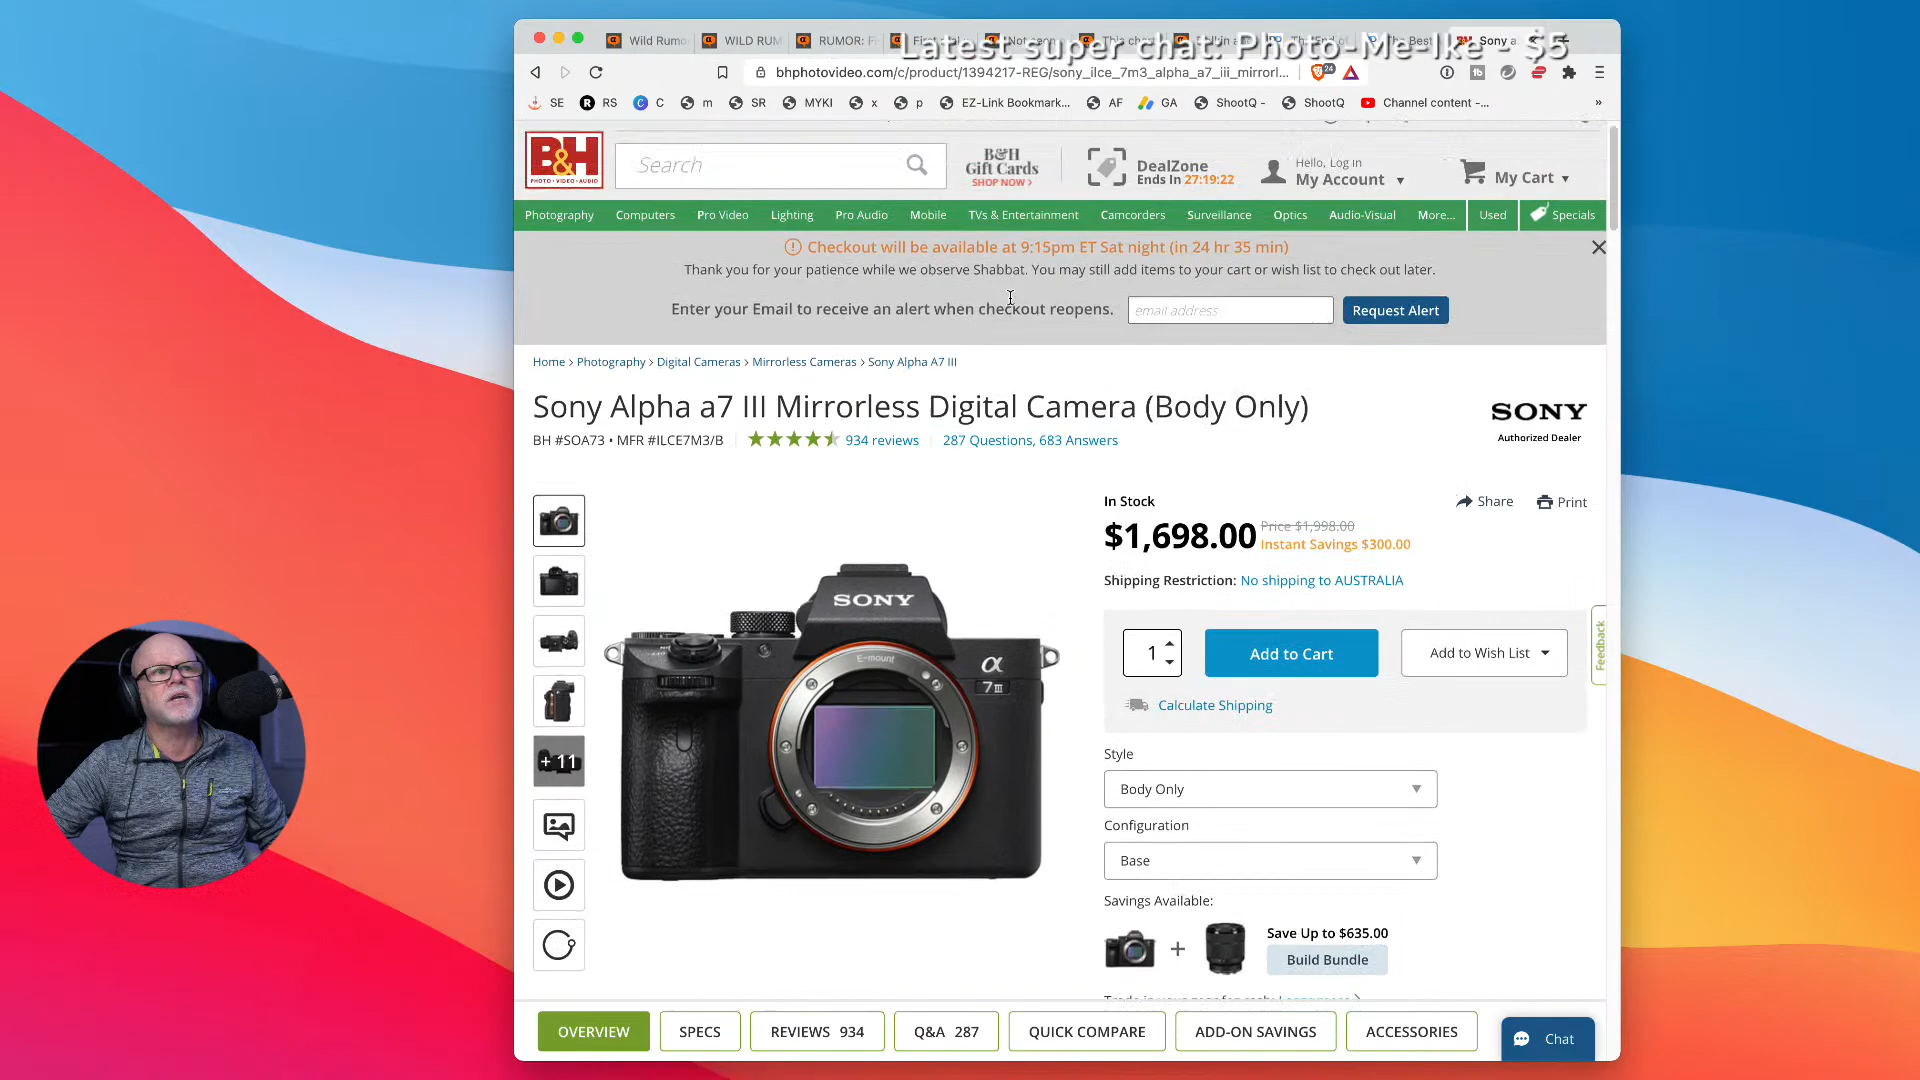 Latest super chat: Photo-Me-Ike - $5
Wild Rumo
WILD RUM
RUMOR: F
Sony a
bhphotovideo.com/c/product/1394217-REG/sony_ilce_7m3_alpha_a7_iii_mirrorl...
24
SE
RS
C
m
SR
MYKI
x
p
EZ-Link Bookmark...
AF
GA
ShootQ -
ShootQ
Channel content -...
»
B&H
PHOTO • VIDEO • AUDIO
Search
B&H
Gift Cards
SHOP NOW >
DealZone
Ends In 27:19:22
Hello, Log In
My Account
My Cart
Photography
Computers
Pro Video
Lighting
Pro Audio
Mobile
TVs & Entertainment
Camcorders
Surveillance
Optics
Audio-Visual
More...
Used
Specials
Checkout will be available at 9:15pm ET Sat night (in 24 hr 35 min)
Thank you for your patience while we observe Shabbat. You may still add items to your cart or wish list to check out later.
Enter your Email to receive an alert when checkout reopens.
email address
Request Alert
Home > Photography > Digital Cameras > Mirrorless Cameras > Sony Alpha A7 III
Sony Alpha a7 III Mirrorless Digital Camera (Body Only)
SONY
Authorized Dealer
BH #SOA73 • MFR #ILCE7M3/B
934 reviews
287 Questions, 683 Answers
In Stock
Share
Print
$1,698.00
Price $1,998.00
Instant Savings $300.00
Shipping Restriction: No shipping to AUSTRALIA
SONY
E-mount
α
7III
1
Add to Cart
Add to Wish List
Feedback
Calculate Shipping
Style
Body Only
Configuration
Base
+ 11
Savings Available:
+
Save Up to $635.00
Build Bundle
OVERVIEW
SPECS
REVIEWS 934
Q&A 287
QUICK COMPARE
ADD-ON SAVINGS
ACCESSORIES
Chat